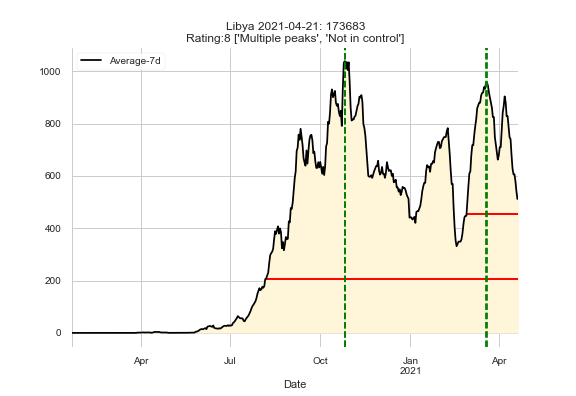 Libya 2021-04-21: 173683
Rating:8 ['Multiple peaks', 'Not in control']
Average-7d
1000
800
600
400
200
0
Apr
Jul
Oct
Jan
2021
Apr
Date